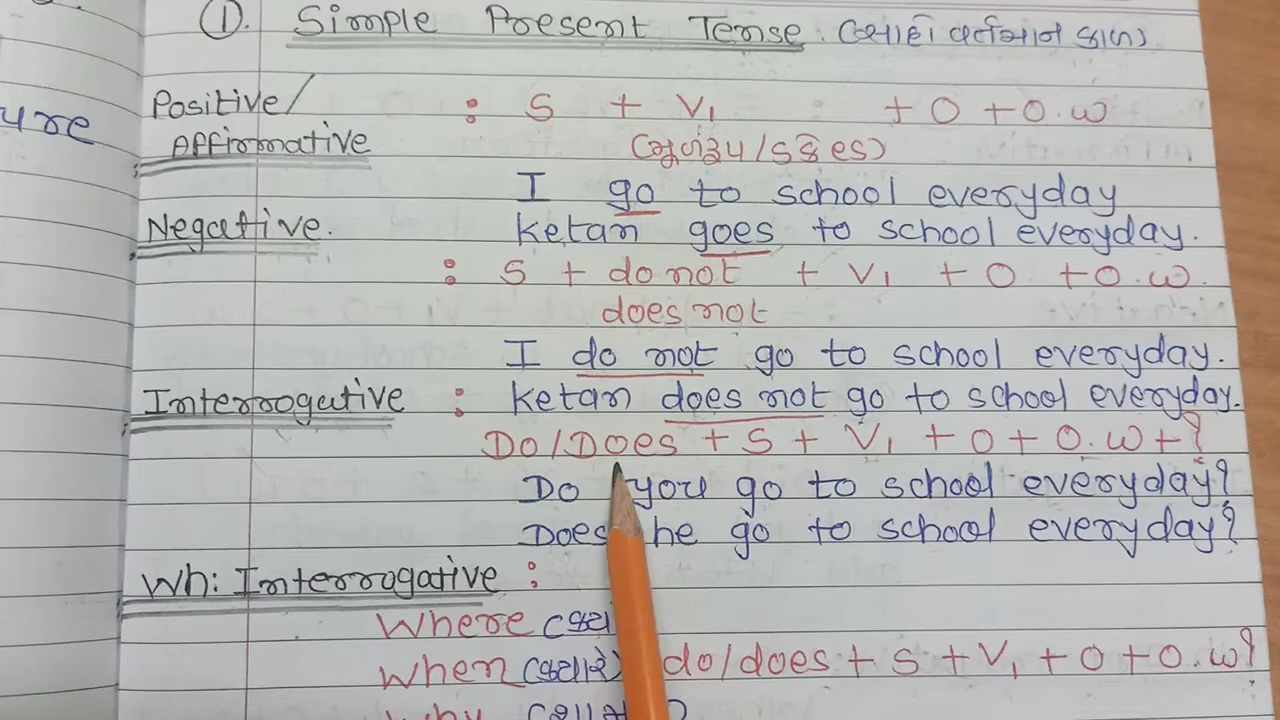 ure
①. Simple Present Tense. (સાદો વર્તમાન કાળ)
Positive/ : S + V₁ + O + O.w
Affirmative (મૂળરૂપ/s કે es)
I go to school everyday
Negative. Ketan goes to school everyday.
: S + do not + V₁ + O + O.w.
does not
I do not go to school everyday.
Interrogative : Ketan does not go to school everyday.
Do/Does + S + V₁ + O + O.w + ?
Do you go to school everyday?
Does he go to school everyday?
Wh: Interrogative :
Where
When (ક્યારે) do/does + S + V₁ + O + O.w?
Why